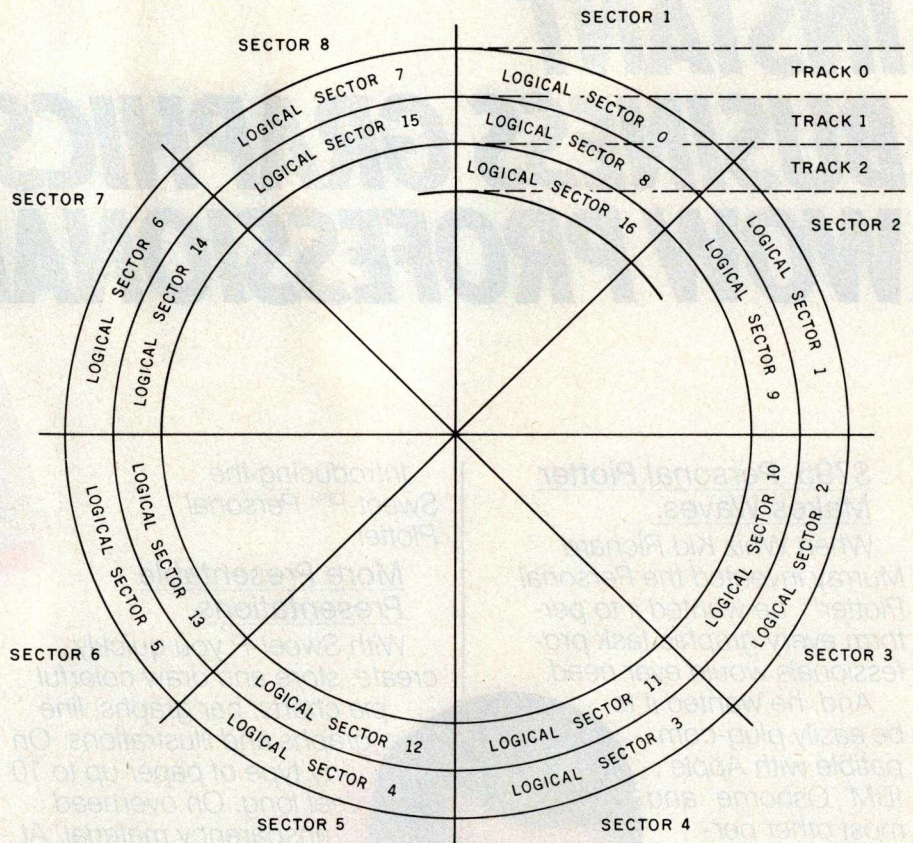 SECTOR 1
SECTOR 8
TRACK 0
LOGICAL SECTOR 7
LOGICAL SECTOR 0
TRACK 1
LOGICAL SECTOR 15
LOGICAL SECTOR 8
TRACK 2
LOGICAL SECTOR 16
SECTOR 7
SECTOR 2
LOGICAL SECTOR 6
LOGICAL SECTOR 14
LOGICAL SECTOR 9
LOGICAL SECTOR 1
LOGICAL SECTOR
LOGICAL SECTOR 13
LOGICAL SECTOR 10
LOGICAL SECTOR
SECTOR 6
SECTOR 3
LOGICAL SECTOR 12
LOGICAL SECTOR 11
LOGICAL SECTOR 4
LOGICAL SECTOR 3
SECTOR 5
SECTOR 4